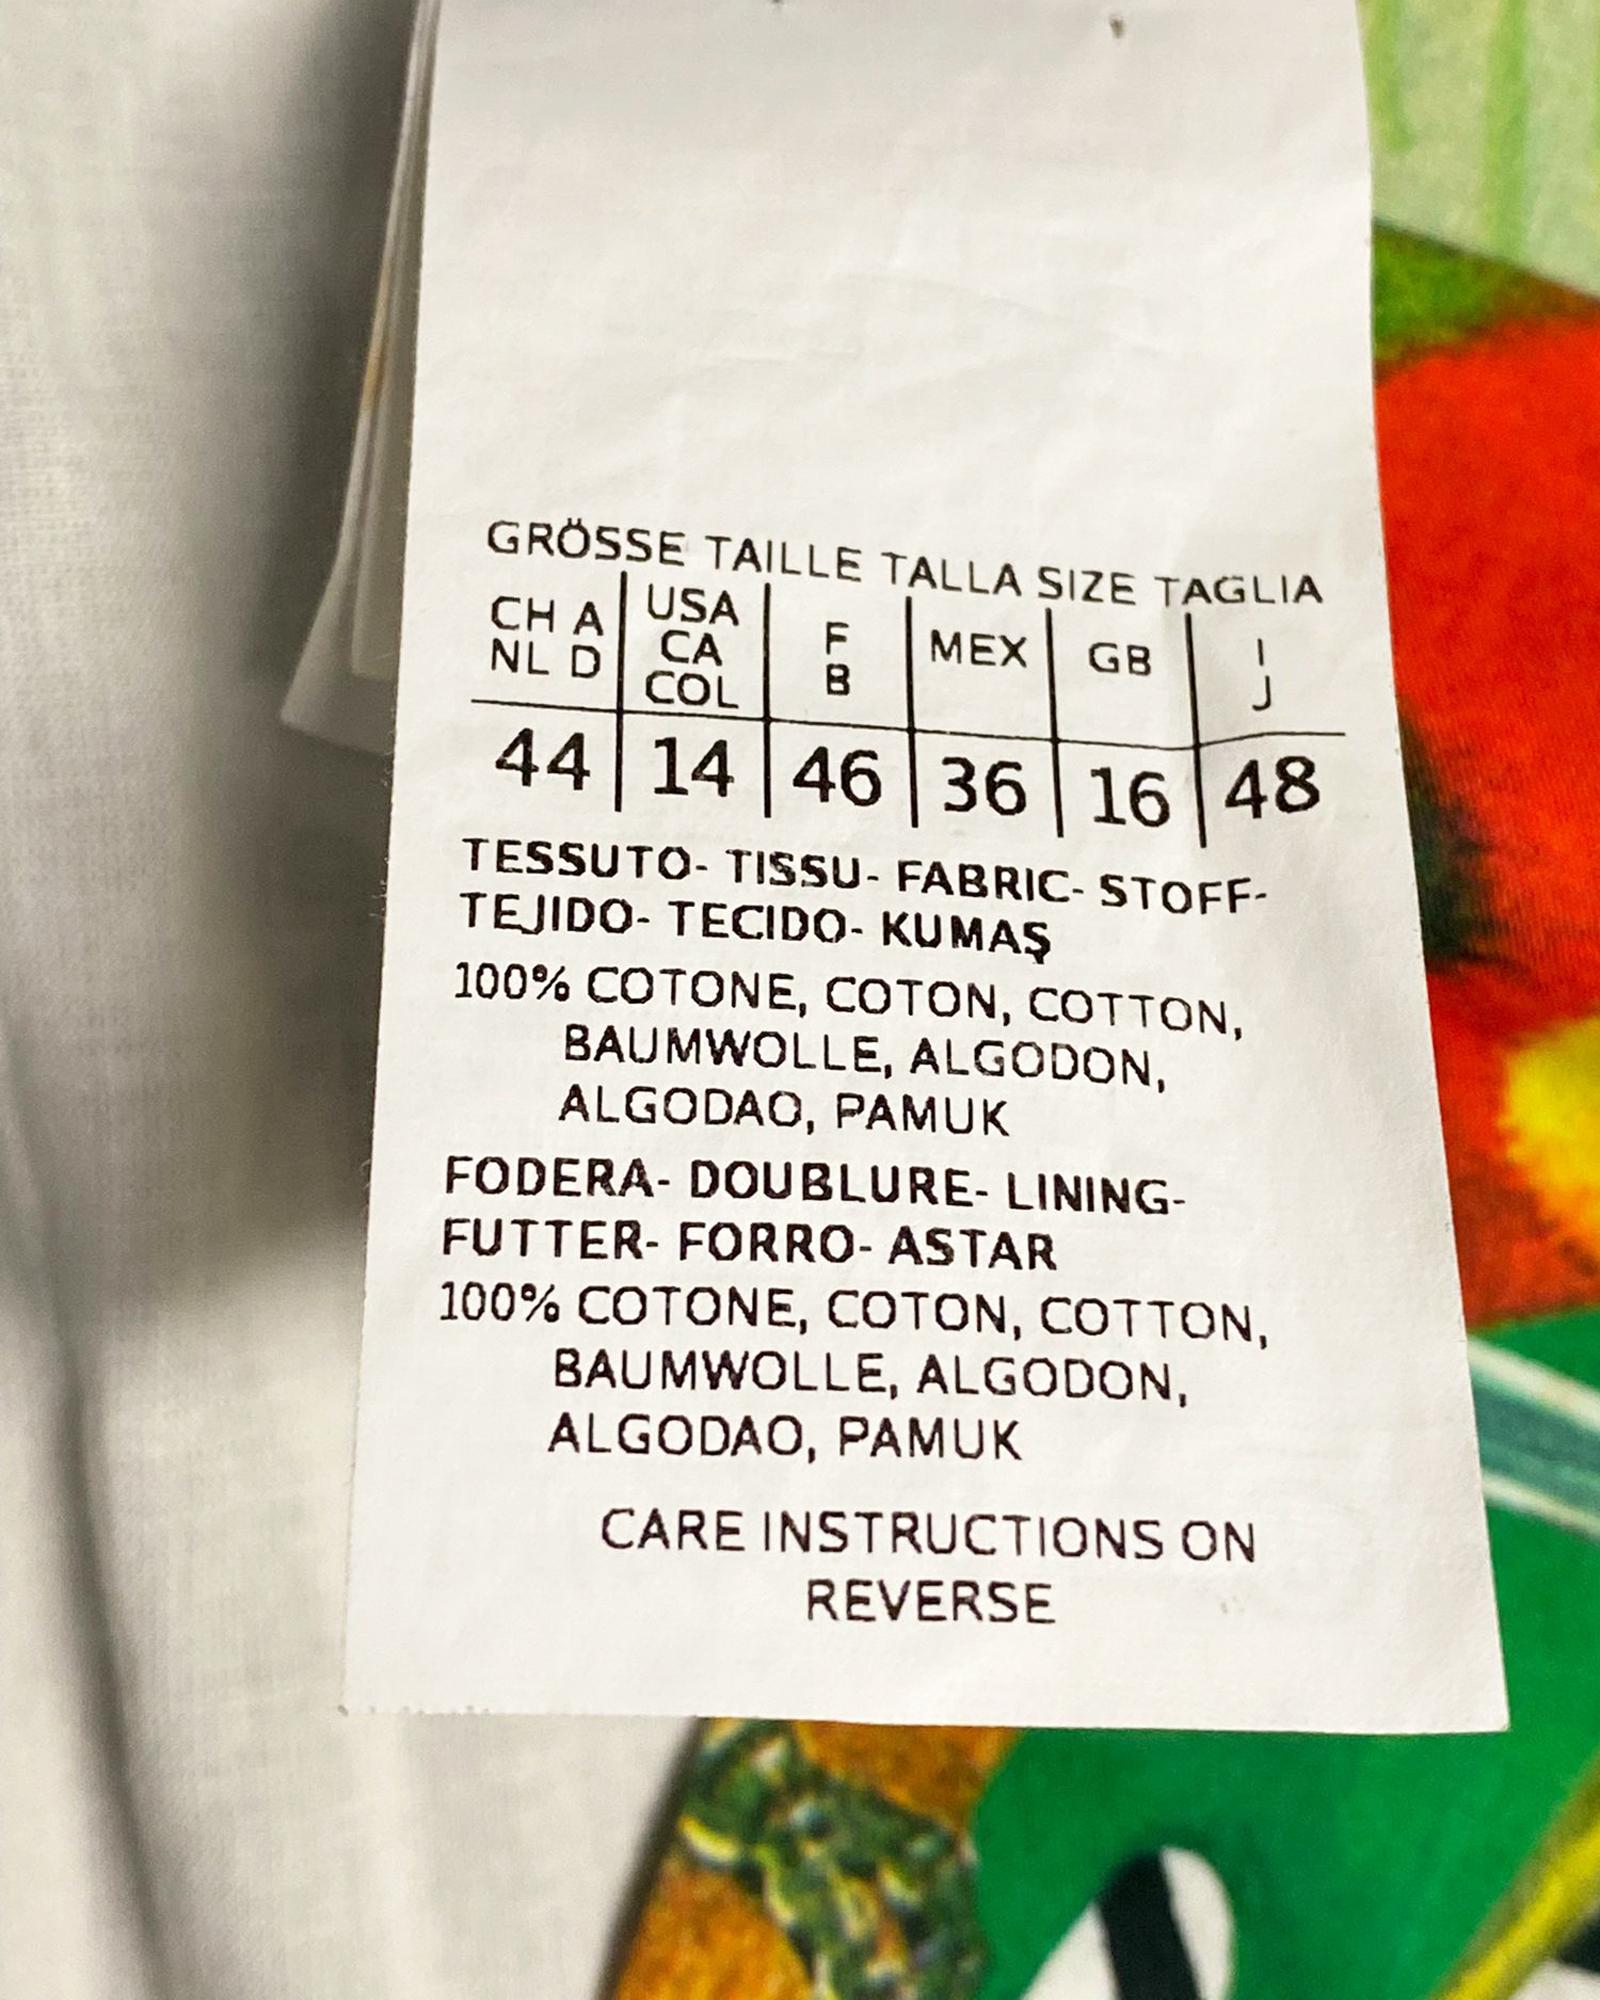 GRÖSSE TAILLE TALLA SIZE TAGLIA
CH A NL D | USA CA COL | F B | MEX | GB | I J
44 | 14 | 46 | 36 | 16 | 48
TESSUTO- TISSU- FABRIC- STOFF-
TEJIDO- TECIDO- KUMAŞ
100% COTONE, COTON, COTTON,
BAUMWOLLE, ALGODON,
ALGODAO, PAMUK
FODERA- DOUBLURE- LINING-
FUTTER- FORRO- ASTAR
100% COTONE, COTON, COTTON,
BAUMWOLLE, ALGODON,
ALGODAO, PAMUK
CARE INSTRUCTIONS ON
REVERSE